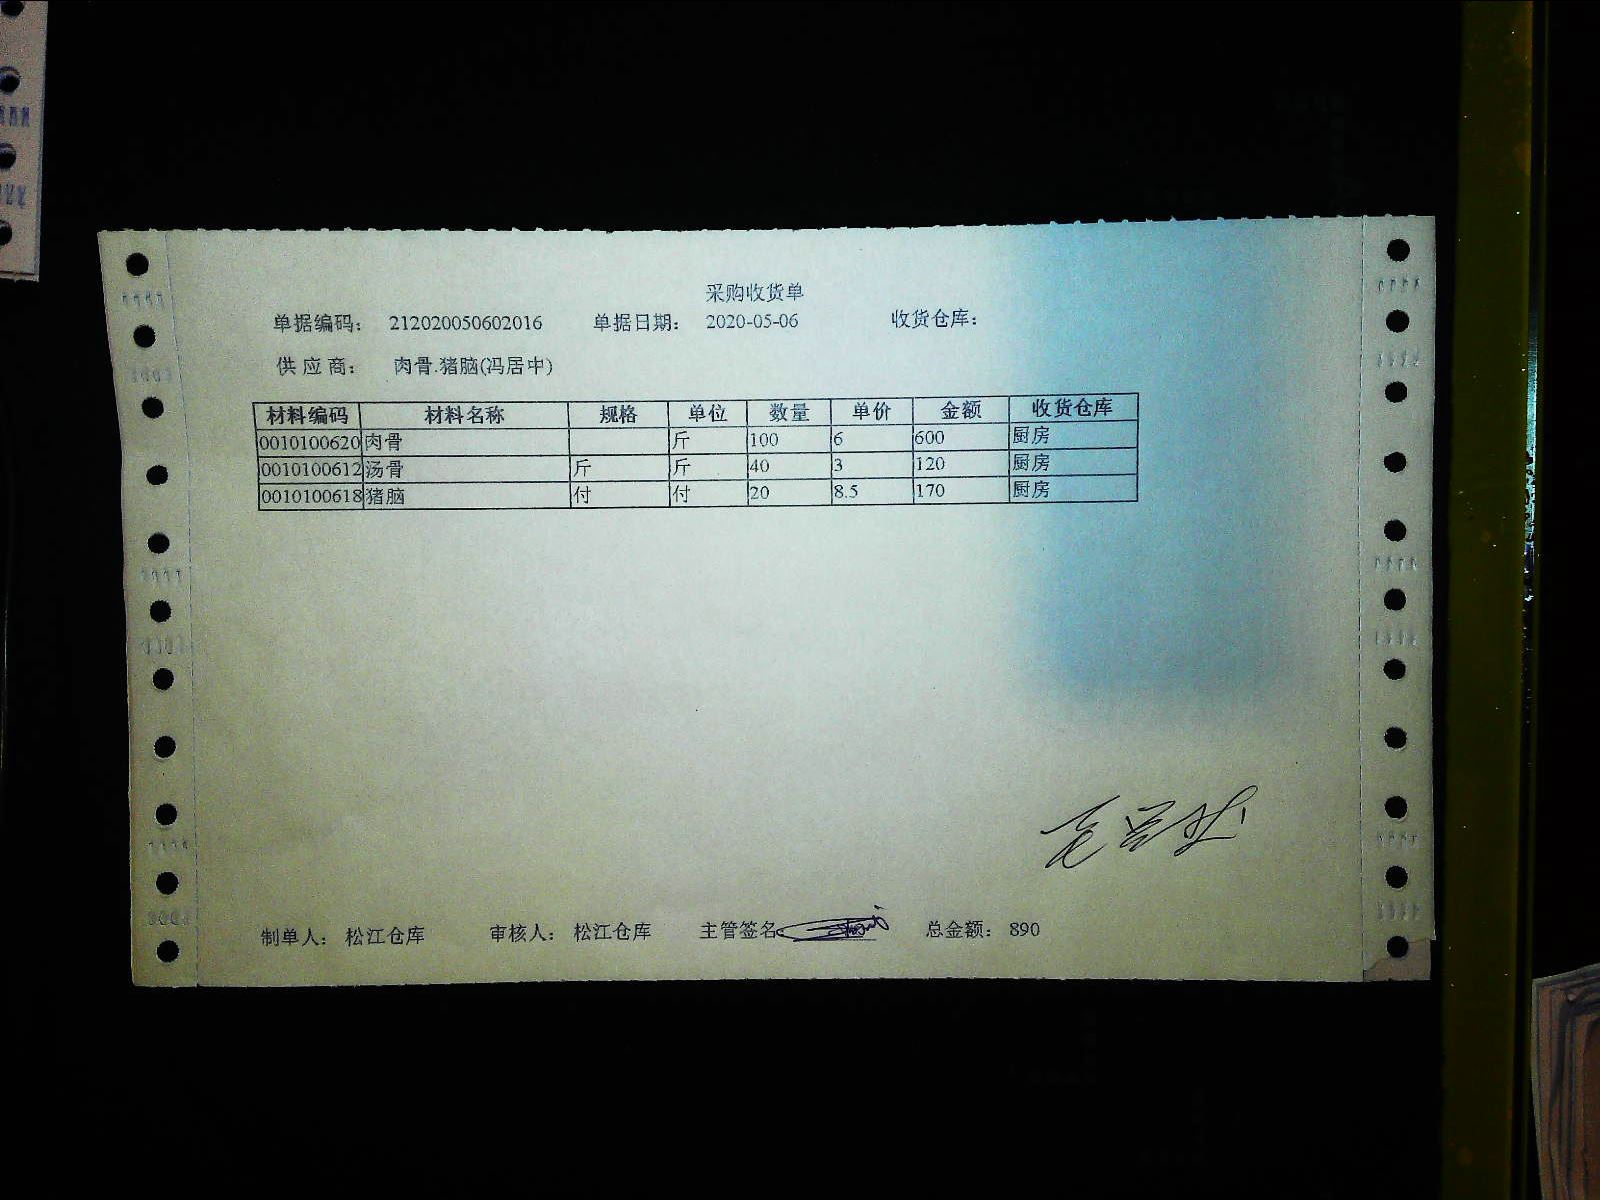 采购收货单
单据编码: 212020050602016 单据日期: 2020-05-06 收货仓库:
供应商: 肉骨.猪脑(冯居中)
材料编码 材料名称 规格 单位 数量 单价 金额 收货仓库
0010100620 肉骨 斤 100 6 600 厨房
0010100612 汤骨 斤 斤 40 3 120 厨房
0010100618 猪脑 付 付 20 8.5 170 厨房
制单人: 松江仓库 审核人: 松江仓库 主管签名: 总金额: 890